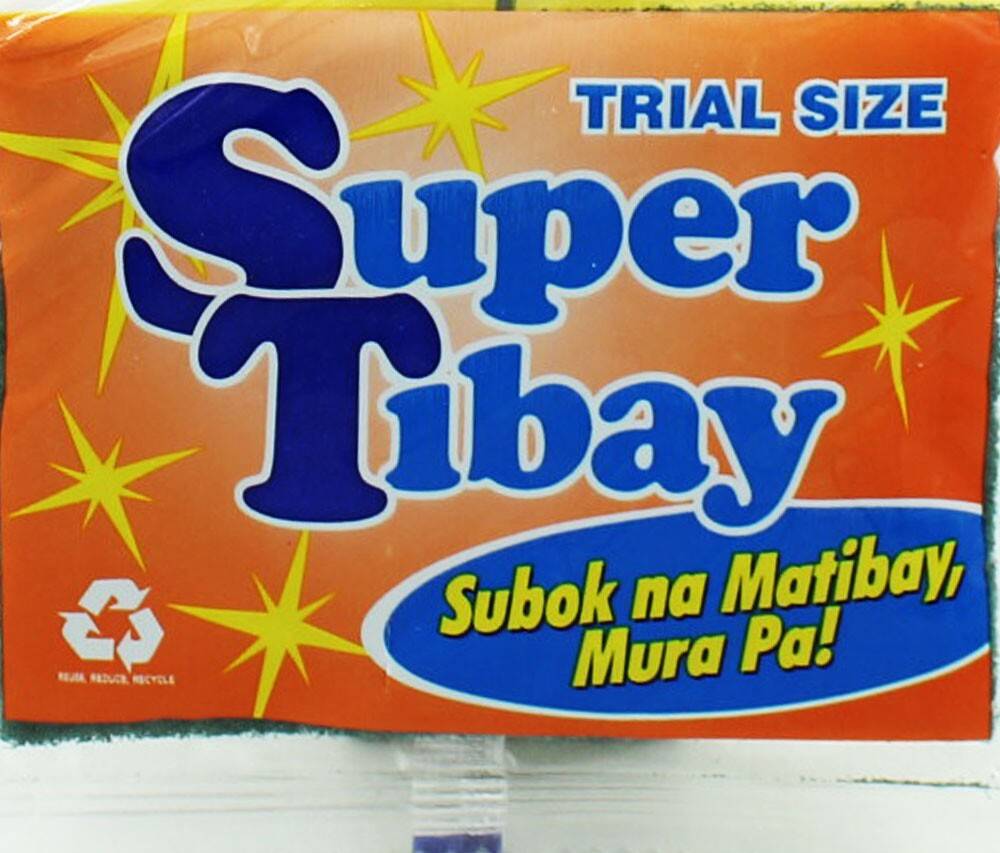 TRIAL SIZE
Super
Tibay
Subok na Matibay,
Mura Pa!
REUSE, REDUCE, RECYCLE